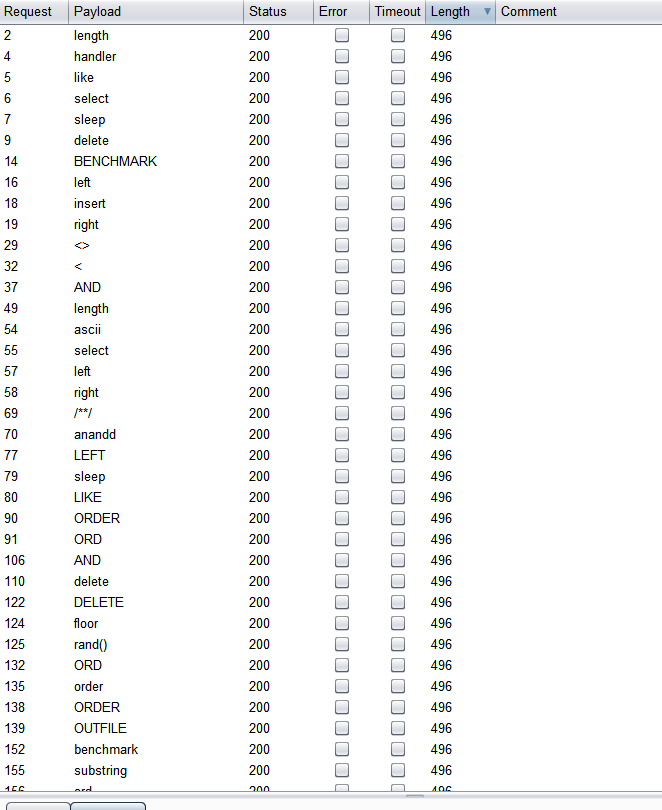 Request Payload Status Error Timeout Length Comment
2 length 200 496
4 handler 200 496
5 like 200 496
6 select 200 496
7 sleep 200 496
9 delete 200 496
14 BENCHMARK 200 496
16 left 200 496
18 insert 200 496
19 right 200 496
29 <> 200 496
32 < 200 496
37 AND 200 496
49 length 200 496
54 ascii 200 496
55 select 200 496
57 left 200 496
58 right 200 496
69 /**/ 200 496
70 anandd 200 496
77 LEFT 200 496
79 sleep 200 496
80 LIKE 200 496
90 ORDER 200 496
91 ORD 200 496
106 AND 200 496
110 delete 200 496
122 DELETE 200 496
124 floor 200 496
125 rand() 200 496
132 ORD 200 496
135 order 200 496
138 ORDER 200 496
139 OUTFILE 200 496
152 benchmark 200 496
155 substring 200 496